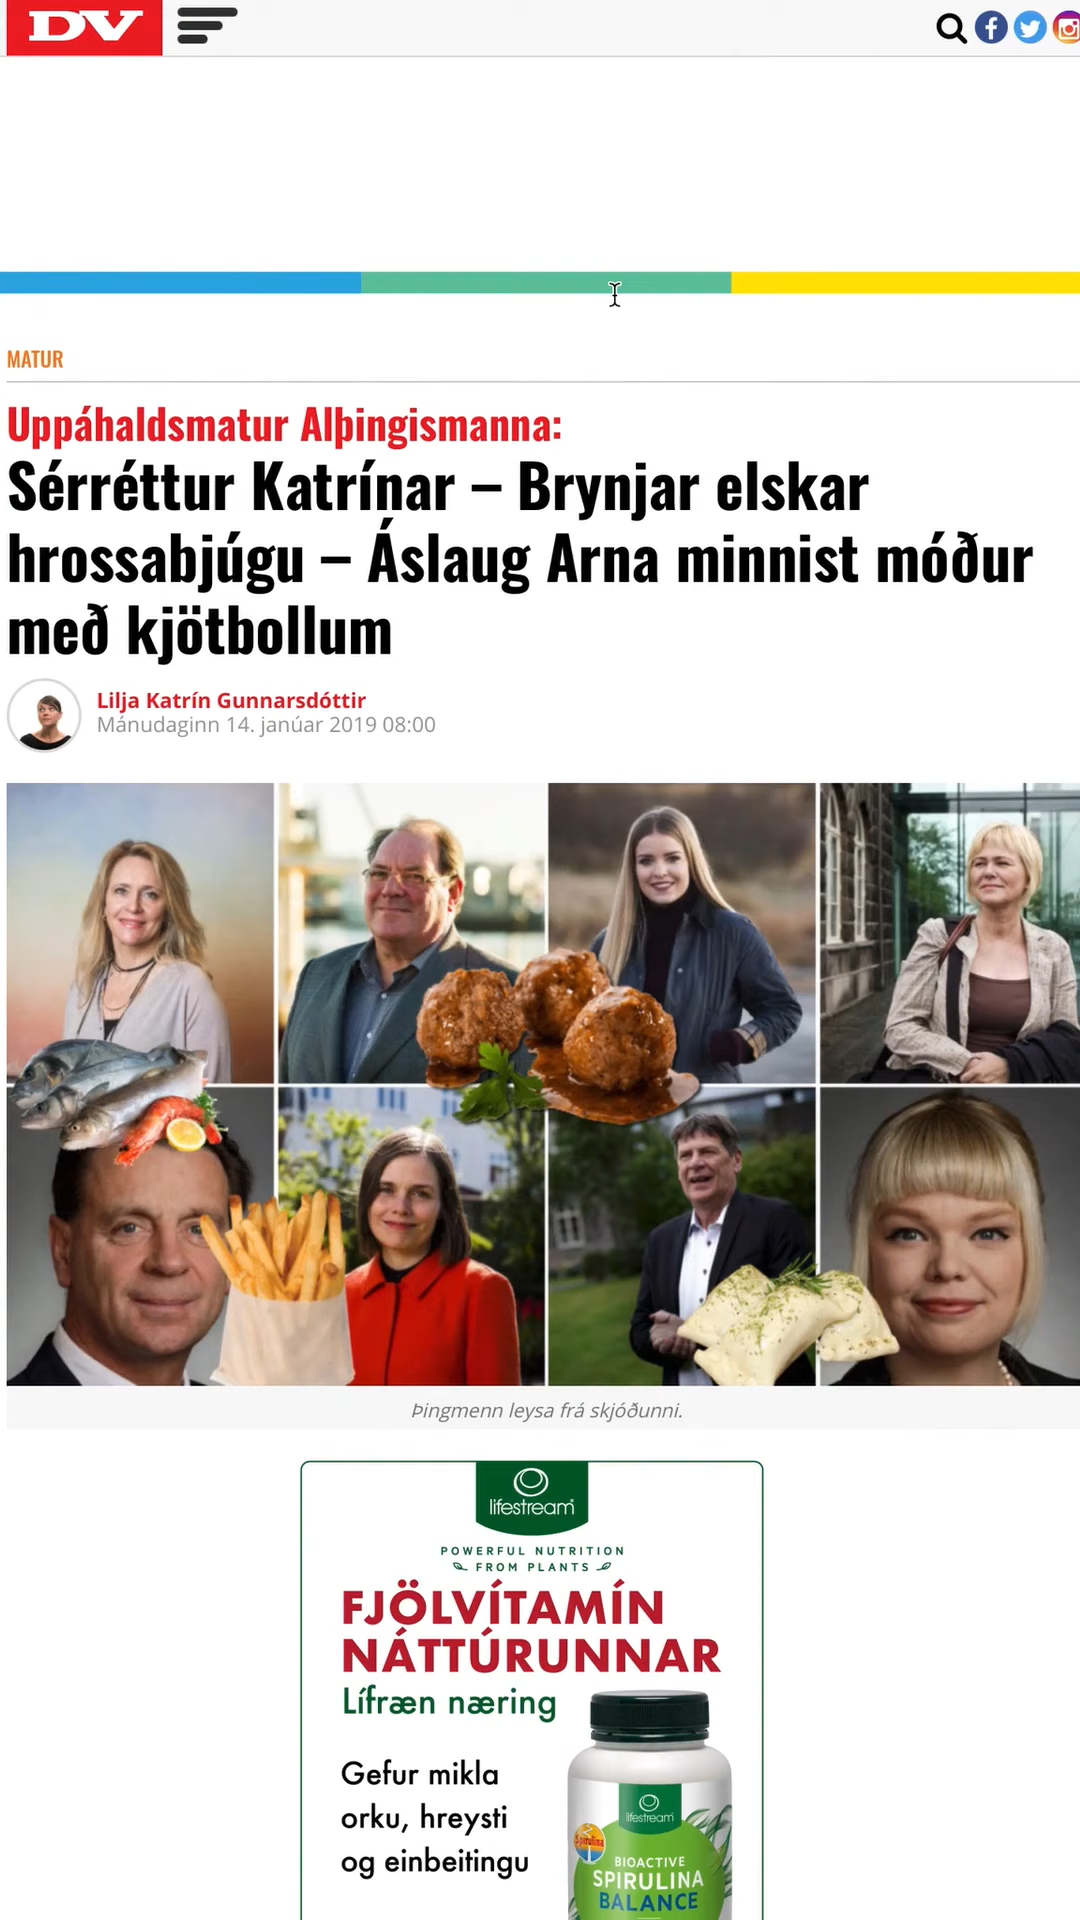 DV
MATUR
Uppáhaldsmatur Alþingismanna:
Sérréttur Katrínar – Brynjar elskar
hrossabjúgu – Áslaug Arna minnist móður
með kjötbollum
Lilja Katrín Gunnarsdóttir
Mánudaginn 14. janúar 2019 08:00
Þingmenn leysa frá skjóðunni.
lifestream
POWERFUL NUTRITION
FROM PLANTS
FJÖLVÍTAMÍN
NÁTTÚRUNNAR
Lífræn næring
Gefur mikla
orku, hreysti
og einbeitingu
lifestream
Spirulina
BIOACTIVE
SPIRULINA
BALANCE